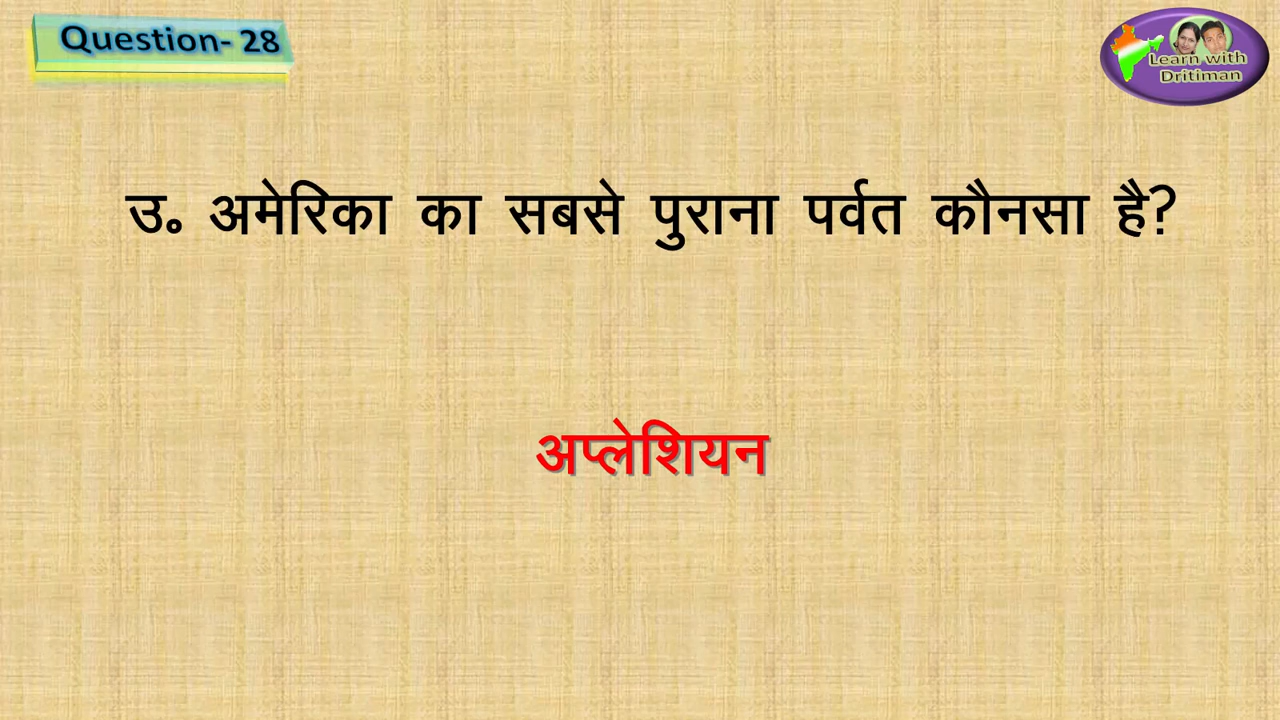 Question- 28
Learn with
Dritiman
उ॰ अमेरिका का सबसे पुराना पर्वत कौनसा है?
अप्लेशियन